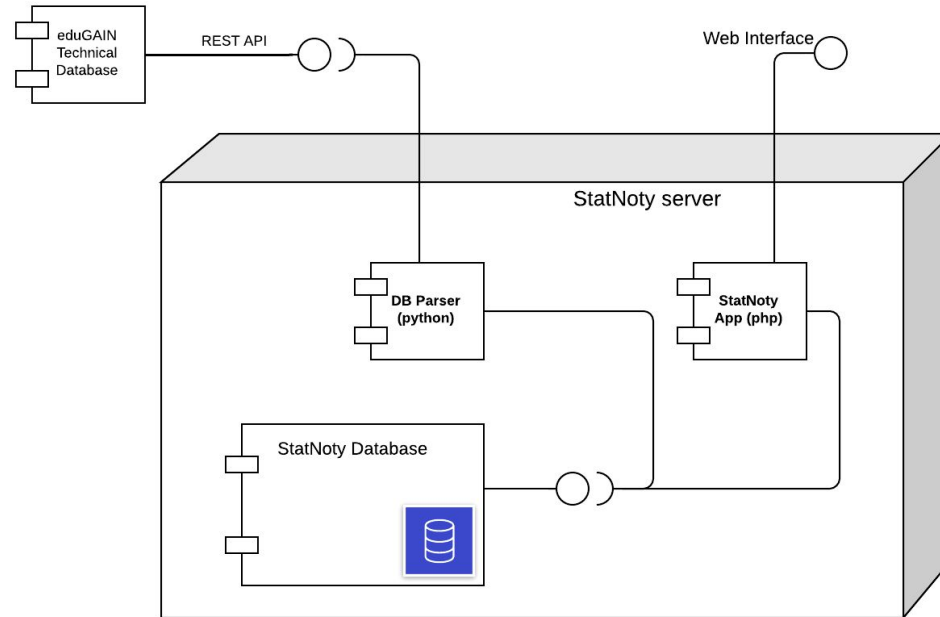 eduGAIN
Technical
Database
REST API
Web Interface
StatNoty server
DB Parser
(python)
StatNoty
App (php)
StatNoty Database